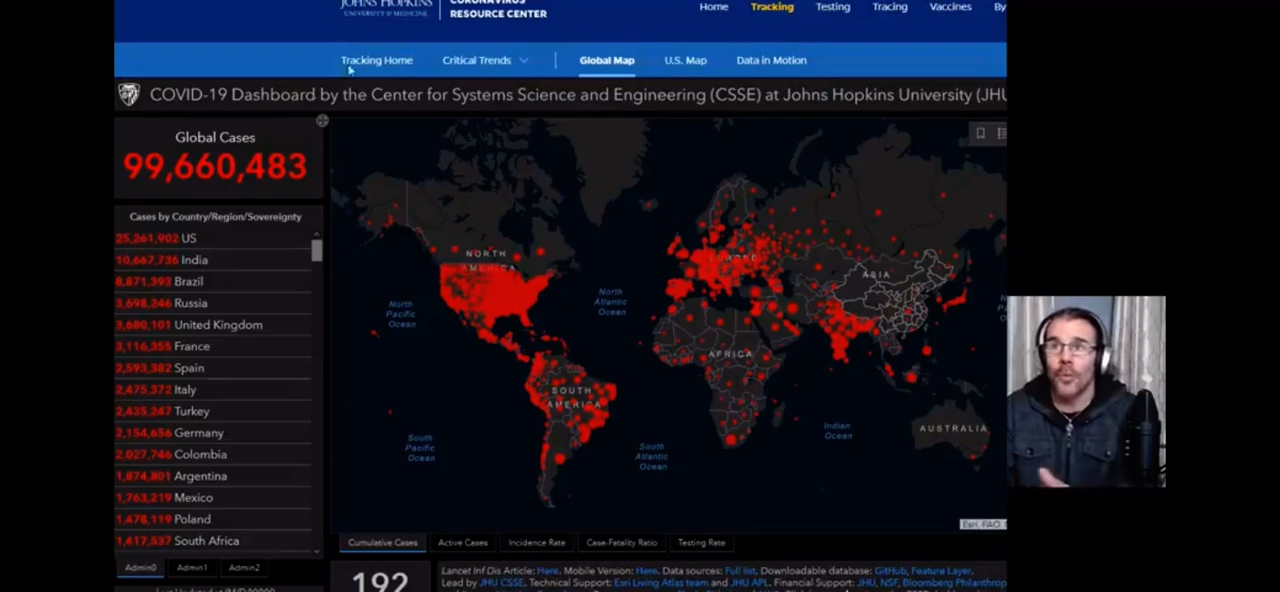 JOHNS HOPKINS
UNIVERSITY & MEDICINE
CORONAVIRUS
RESOURCE CENTER
Home
Tracking
Testing
Tracing
Vaccines
By
Tracking Home
Critical Trends
Global Map
U.S. Map
Data in Motion
COVID-19 Dashboard by the Center for Systems Science and Engineering (CSSE) at Johns Hopkins University (JHU
Global Cases
99,660,483
Cases by Country/Region/Sovereignty
25,261,902 US
10,667,736 India
8,871,393 Brazil
3,698,246 Russia
3,680,101 United Kingdom
3,116,355 France
2,593,382 Spain
2,475,372 Italy
2,435,247 Turkey
2,154,656 Germany
2,027,746 Colombia
1,874,801 Argentina
1,763,219 Mexico
1,478,119 Poland
1,417,537 South Africa
Admin0
Admin1
Admin2
NORTH
AMERICA
EUROPE
ASIA
North
Pacific
Ocean
North
Atlantic
Ocean
AFRICA
SOUTH
AMERICA
AUSTRALIA
Indian
Ocean
South
Pacific
Ocean
South
Atlantic
Ocean
Esri, FAO,
Cumulative Cases
Active Cases
Incidence Rate
Case-Fatality Ratio
Testing Rate
192
Lancet Inf Dis Article: Here. Mobile Version: Here. Data sources: Full list. Downloadable database: GitHub, Feature Layer.
Lead by JHU CSSE. Technical Support: Esri Living Atlas team and JHU APL. Financial Support: JHU, NSF, Bloomberg Philanthrop